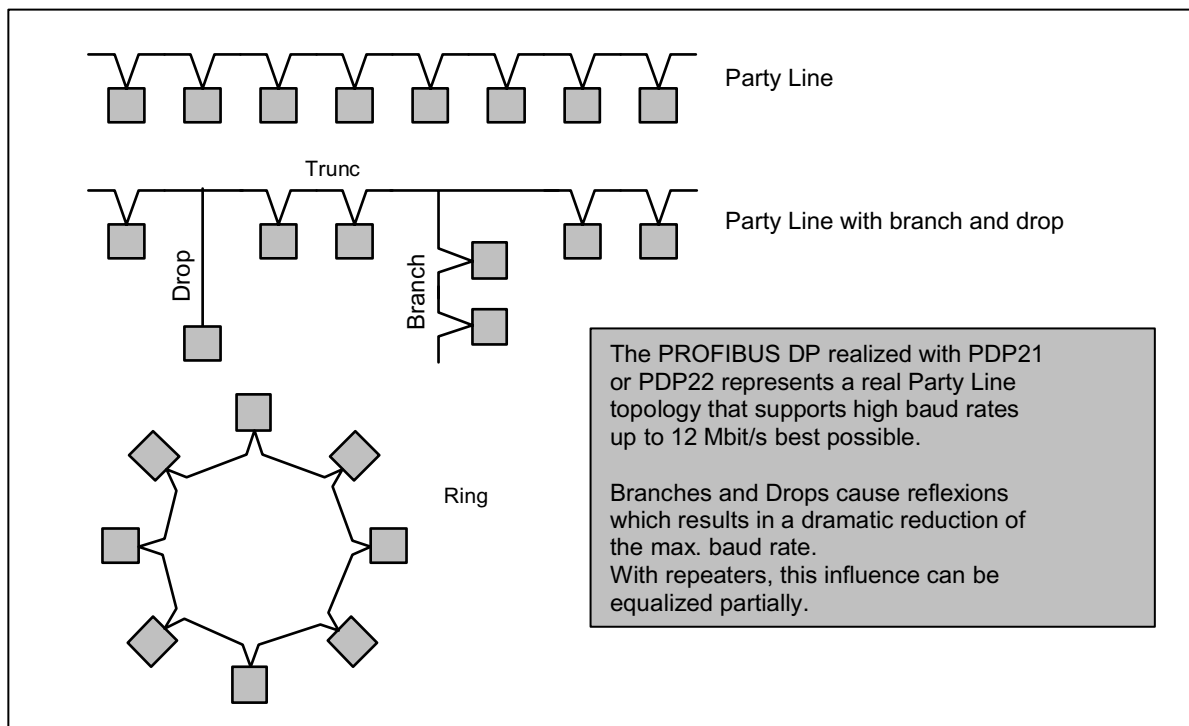 Party Line
Trunc
Party Line with branch and drop
Drop
Branch
The PROFIBUS DP realized with PDP21
or PDP22 represents a real Party Line
topology that supports high baud rates
up to 12 Mbit/s best possible.
Branches and Drops cause reflexions
which results in a dramatic reduction of
the max. baud rate.
With repeaters, this influence can be
equalized partially.
Ring